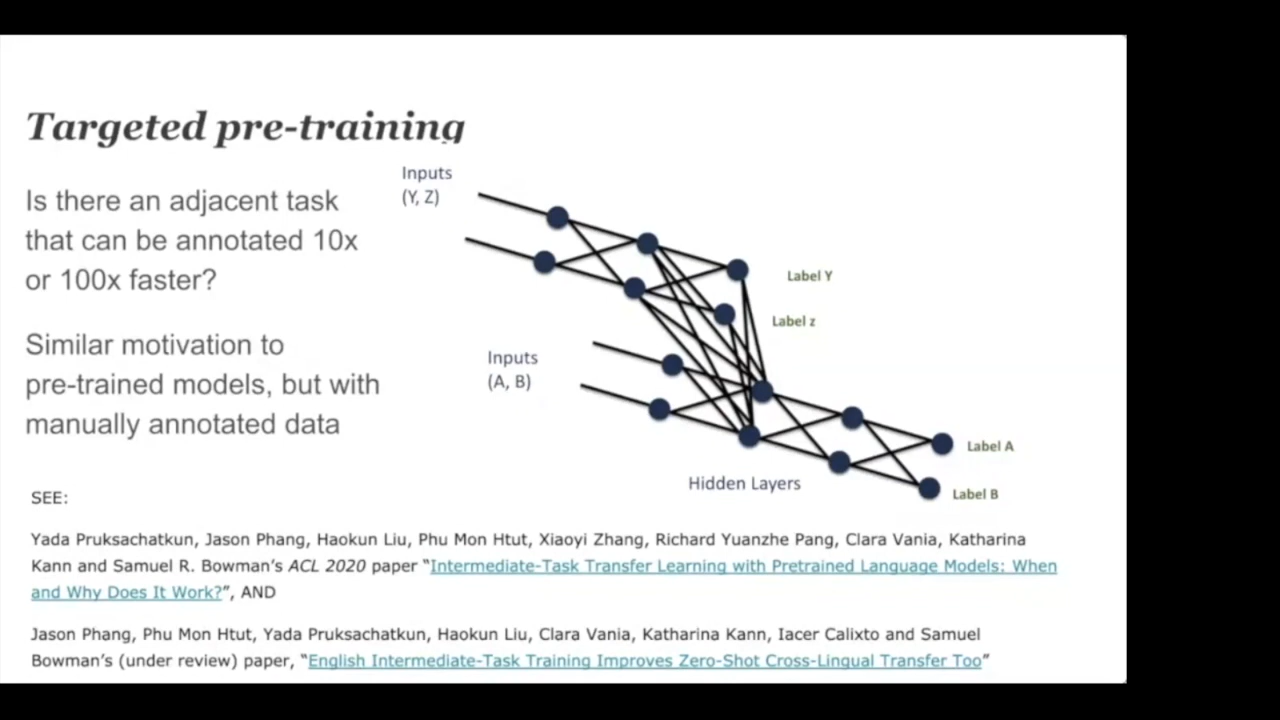 Targeted pre-training
Is there an adjacent task
that can be annotated 10x
or 100x faster?
Similar motivation to
pre-trained models, but with
manually annotated data
Inputs
(Y, Z)
Label Y
Label z
Inputs
(A, B)
Hidden Layers
Label A
Label B
SEE:
Yada Pruksachatkun, Jason Phang, Haokun Liu, Phu Mon Htut, Xiaoyi Zhang, Richard Yuanzhe Pang, Clara Vania, Katharina
Kann and Samuel R. Bowman's ACL 2020 paper “Intermediate-Task Transfer Learning with Pretrained Language Models: When
and Why Does It Work?”, AND
Jason Phang, Phu Mon Htut, Yada Pruksachatkun, Haokun Liu, Clara Vania, Katharina Kann, Iacer Calixto and Samuel
Bowman's (under review) paper, “English Intermediate-Task Training Improves Zero-Shot Cross-Lingual Transfer Too”